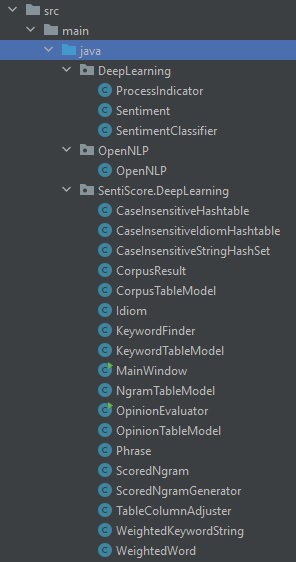 src
main
java
DeepLearning
ProcessIndicator
Sentiment
SentimentClassifier
OpenNLP
OpenNLP
SentiScore.DeepLearning
CaseInsensitiveHashtable
CaseInsensitiveIdiomHashtable
CaseInsensitiveStringHashSet
CorpusResult
CorpusTableModel
Idiom
KeywordFinder
KeywordTableModel
MainWindow
NgramTableModel
OpinionEvaluator
OpinionTableModel
Phrase
ScoredNgram
ScoredNgramGenerator
TableColumnAdjuster
WeightedKeywordString
WeightedWord